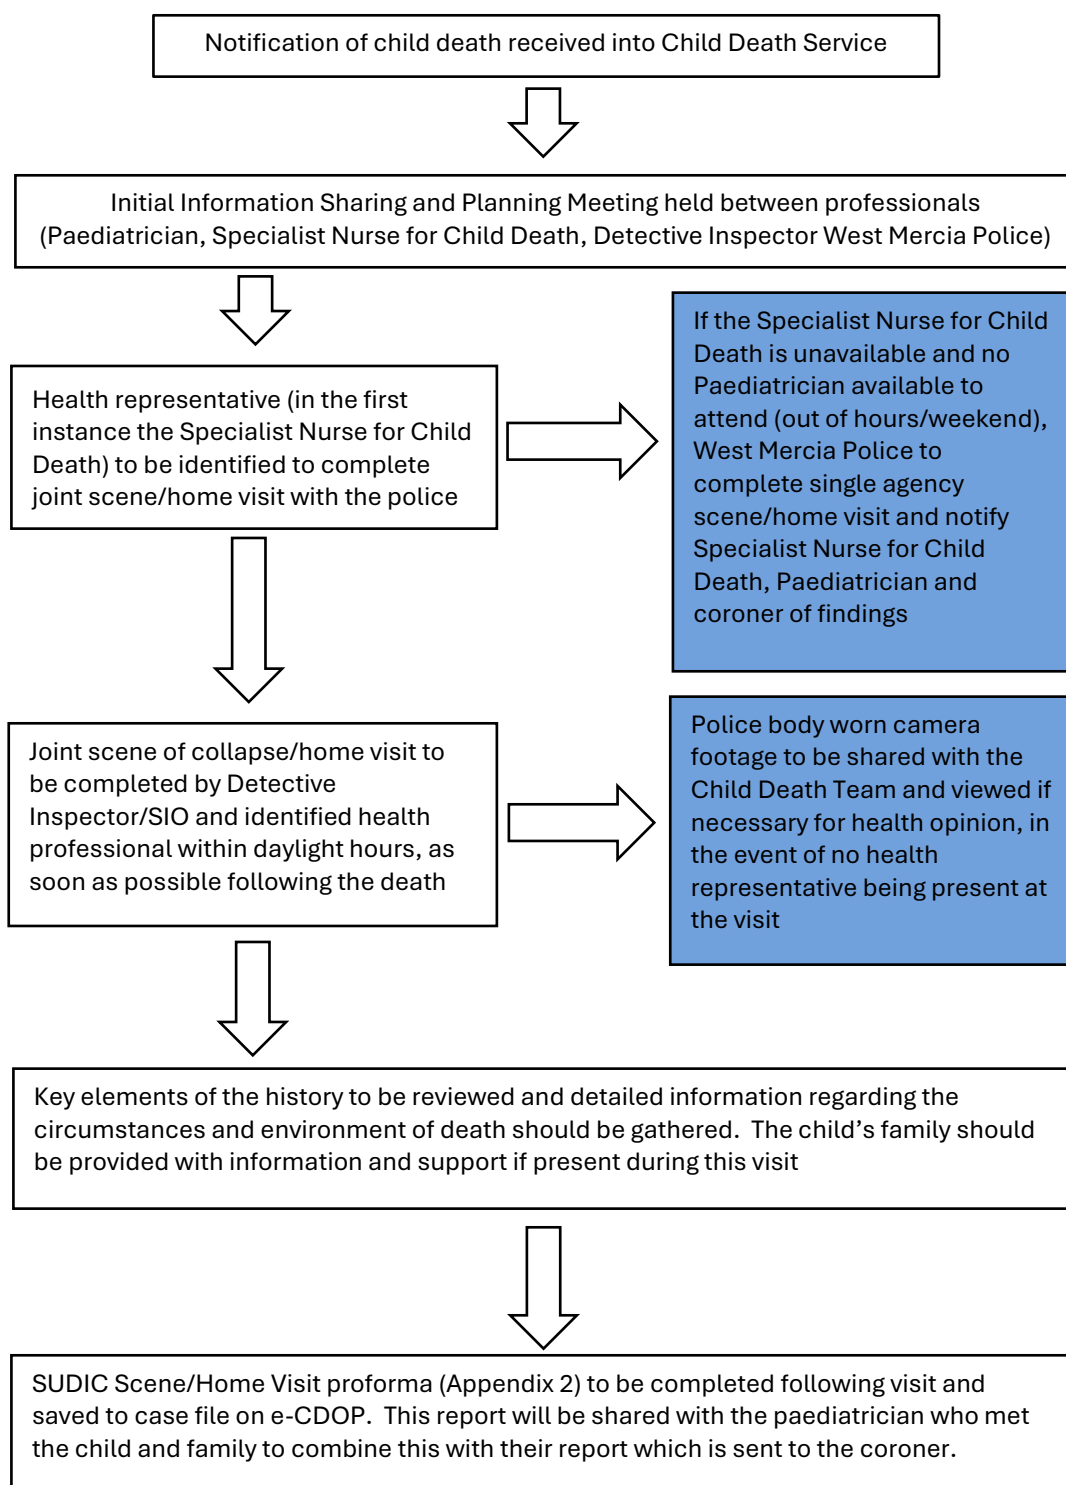 Notification of child death received into Child Death Service
Initial Information Sharing and Planning Meeting held between professionals
(Paediatrician, Specialist Nurse for Child Death, Detective Inspector West Mercia Police)
Health representative (in the first
instance the Specialist Nurse for Child
Death) to be identified to complete
joint scene/home visit with the police
If the Specialist Nurse for Child
Death is unavailable and no
Paediatrician available to
attend (out of hours/weekend),
West Mercia Police to
complete single agency
scene/home visit and notify
Specialist Nurse for Child
Death, Paediatrician and
coroner of findings
Joint scene of collapse/home visit to
be completed by Detective
Inspector/SIO and identified health
professional within daylight hours, as
soon as possible following the death
Police body worn camera
footage to be shared with the
Child Death Team and viewed if
necessary for health opinion, in
the event of no health
representative being present at
the visit
Key elements of the history to be reviewed and detailed information regarding the
circumstances and environment of death should be gathered.  The child’s family should
be provided with information and support if present during this visit
SUDIC Scene/Home Visit proforma (Appendix 2) to be completed following visit and
saved to case file on e-CDOP.  This report will be shared with the paediatrician who met
the child and family to combine this with their report which is sent to the coroner.